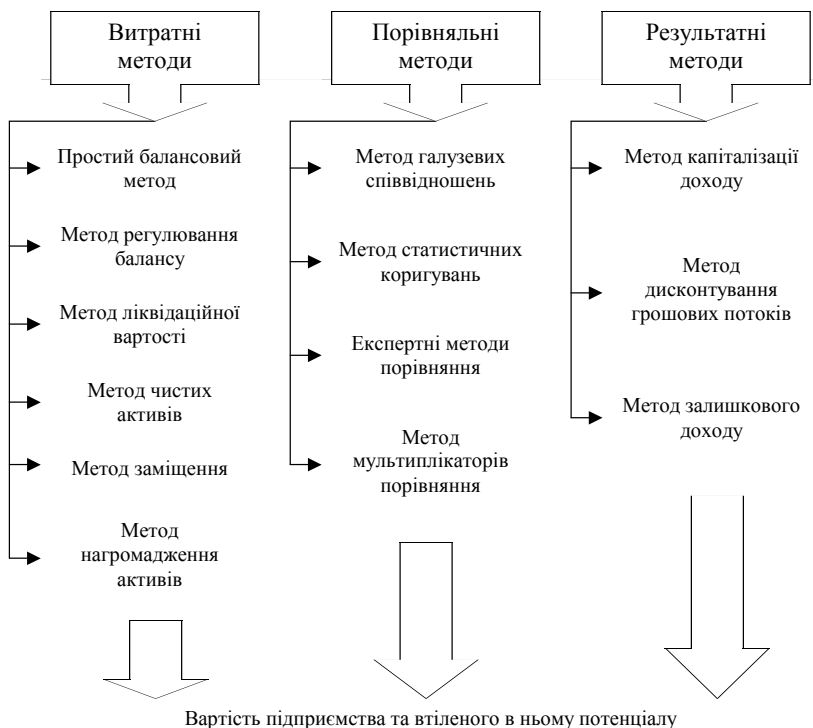 Витратні
методи
Простий балансовий
метод
Метод регулювання
балансу
Метод ліквідаційної
вартості
Метод чистих
активів
Метод заміщення
Метод
нагромадження
активів
Порівняльні
методи
Метод галузевих
співвідношень
Метод статистичних
коригувань
Експертні методи
порівняння
Метод
мультиплікаторів
порівняння
Результатні
методи
Метод капіталізації
доходу
Метод
дисконтування
грошових потоків
Метод залишкового
доходу
Вартість підприємства та втіленого в ньому потенціалу